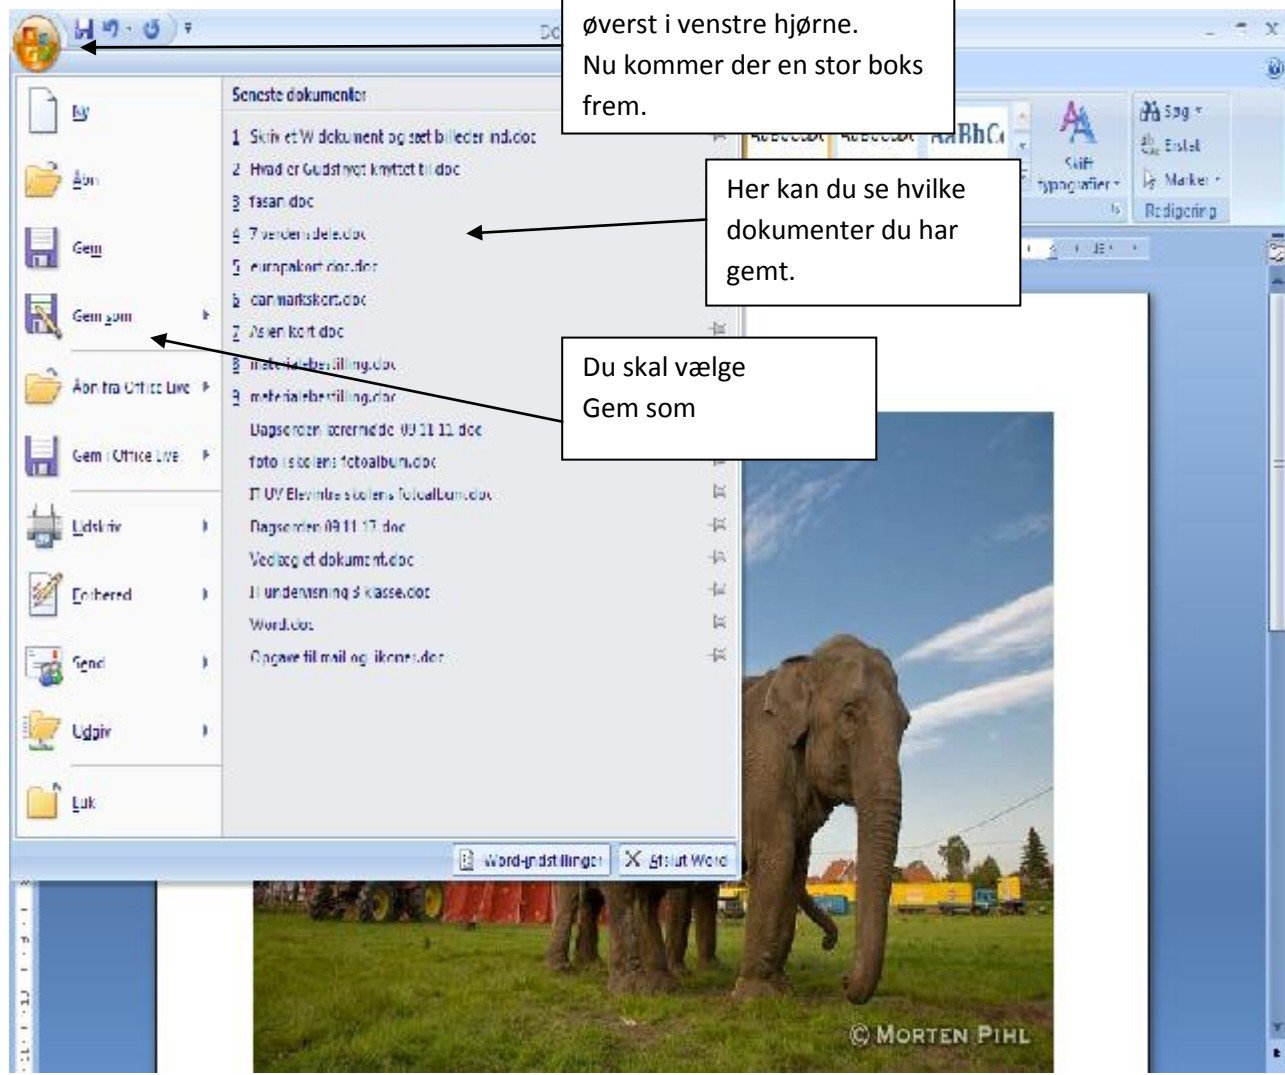 øverst i venstre hjørne.
Nu kommer der en stor boks
frem.
Her kan du se hvilke
dokumenter du har
gemt.
Du skal vælge
Gem som
Do
Ny
Åbn
Gem
Gem som
Åbn fra Office Live
Gem i Office Live
Udskriv
Forbered
Send
Udgiv
Luk
Seneste dokumenter
1 Skriv et W dokument og sæt billeder ind.doc
2 Hvad er Gudsfrygt knyttet til.doc
3 fasan.doc
4 7 verdensdele.doc
5 europakort doc.doc
6 danmarkskort.doc
7 Asien kort.doc
8 materialebestilling.doc
9 materialebestilling.doc
Dagsorden lærermøde 09 11 11.doc
foto i skolens fotoalbum.doc
IT UV Elevintra skolens fotoalbum.doc
Dagsorden 09 11 17.doc
Vedlæg et dokument.doc
IT undervisning 3 klasse.doc
Word.doc
Opgave til mail og ikoner.doc
Word-indstillinger
Afslut Word
AaBbCc
Skift
typografier
Søg
Erstat
Marker
Redigering
© MORTEN PIHL